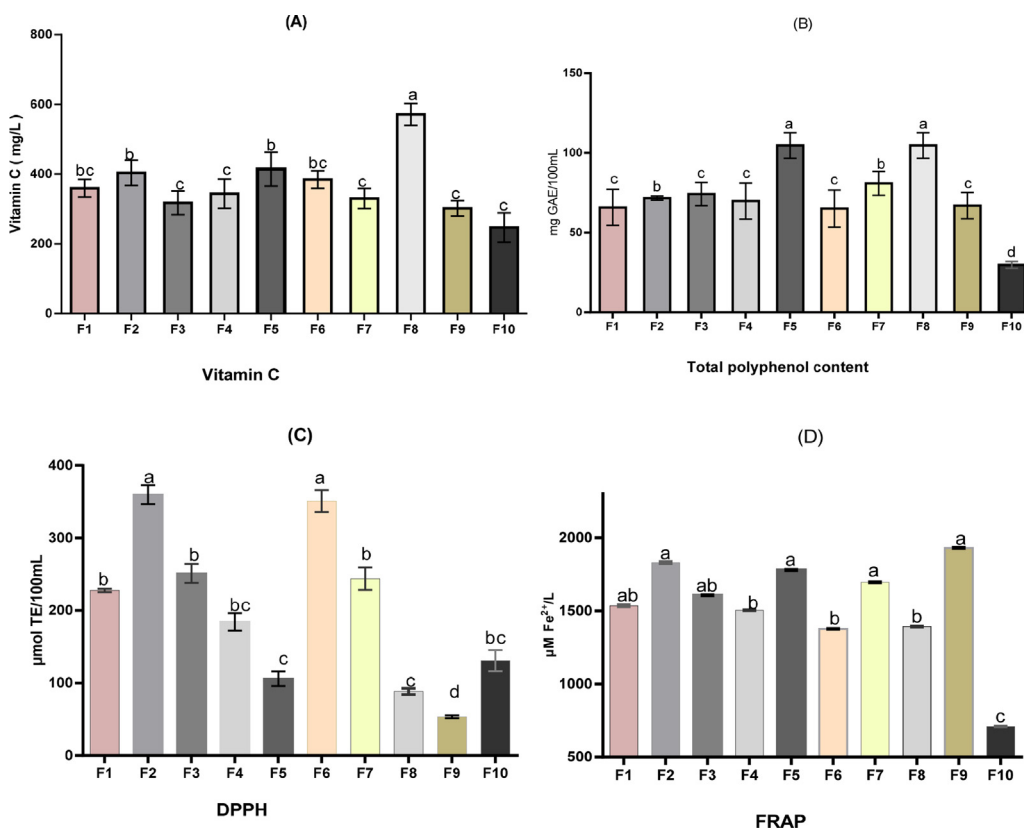 (A)
Vitamin C ( mg/L)
800
600
400
200
0
bc
b
c
c
b
bc
c
a
c
c
F1 F2 F3 F4 F5 F6 F7 F8 F9 F10
Vitamin C
(B)
mg GAE/100mL
150
100
50
0
c
b
c
c
a
c
b
a
c
d
F1 F2 F3 F4 F5 F6 F7 F8 F9 F10
Total polyphenol content
(C)
µmol TE/100mL
400
300
200
100
0
b
a
b
bc
c
a
b
c
d
bc
F1 F2 F3 F4 F5 F6 F7 F8 F9 F10
DPPH
(D)
µM Fe²⁺/L
2000
1500
1000
500
ab
a
ab
b
a
b
a
b
a
c
F1 F2 F3 F4 F5 F6 F7 F8 F9 F10
FRAP